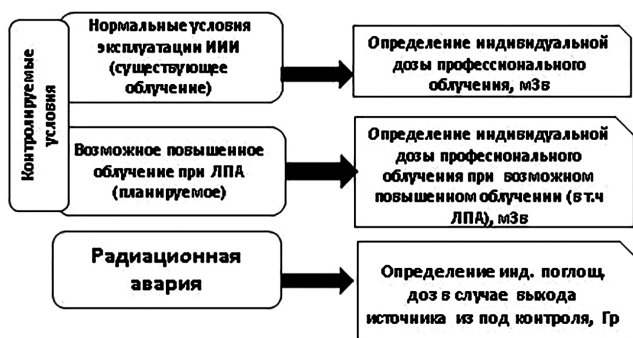 Контролируемые
условия
Нормальные условия
эксплуатации ИИИ
(существующее
облучение)
Определение индивидуальной
дозы профессионального
облучения, мЗв
Возможное повышенное
облучение при ЛПА
(планируемое)
Определение индивидуальной
дозы професионального
облучения при возможном
повышенном облучении (в т.ч
ЛПА), мЗв
Радиационная
авария
Определение инд. поглощ.
доз в случае выхода
источника из под контроля, Гр